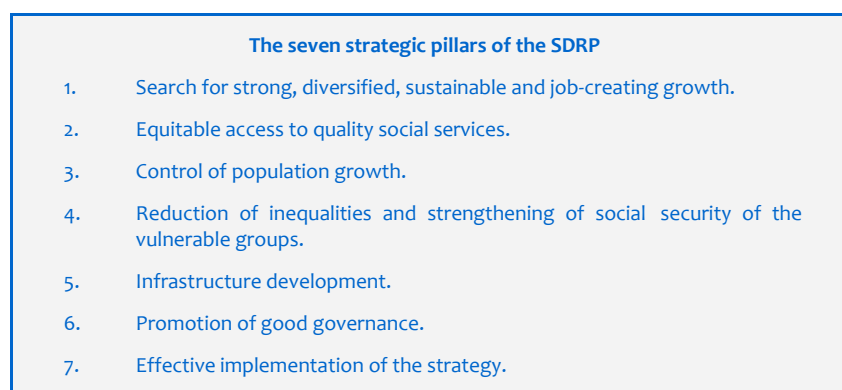 The seven strategic pillars of the SDRP
1. Search for strong, diversified, sustainable and job-creating growth.
2. Equitable access to quality social services.
3. Control of population growth.
4. Reduction of inequalities and strengthening of social security of the
vulnerable groups.
5. Infrastructure development.
6. Promotion of good governance.
7. Effective implementation of the strategy.